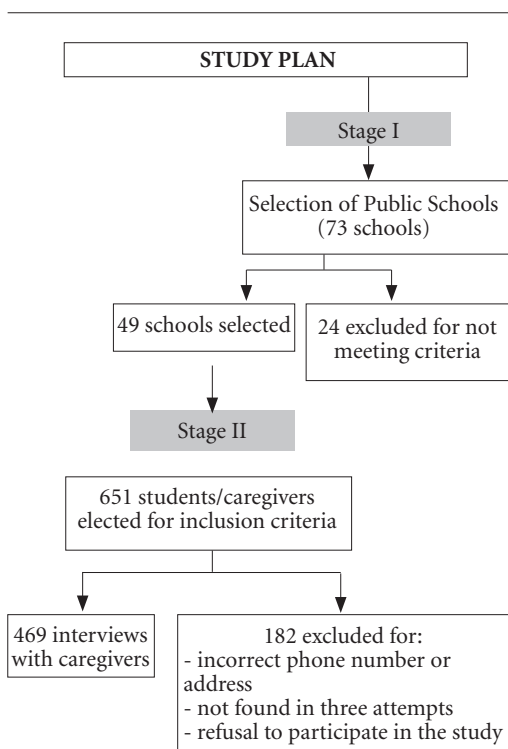 STUDY PLAN
Stage I
Selection of Public Schools
(73 schools)
49 schools selected
24 excluded for not
meeting criteria
Stage II
651 students/caregivers
elected for inclusion criteria
469 interviews
with caregivers
182 excluded for:
- incorrect phone number or
address
- not found in three attempts
- refusal to participate in the study